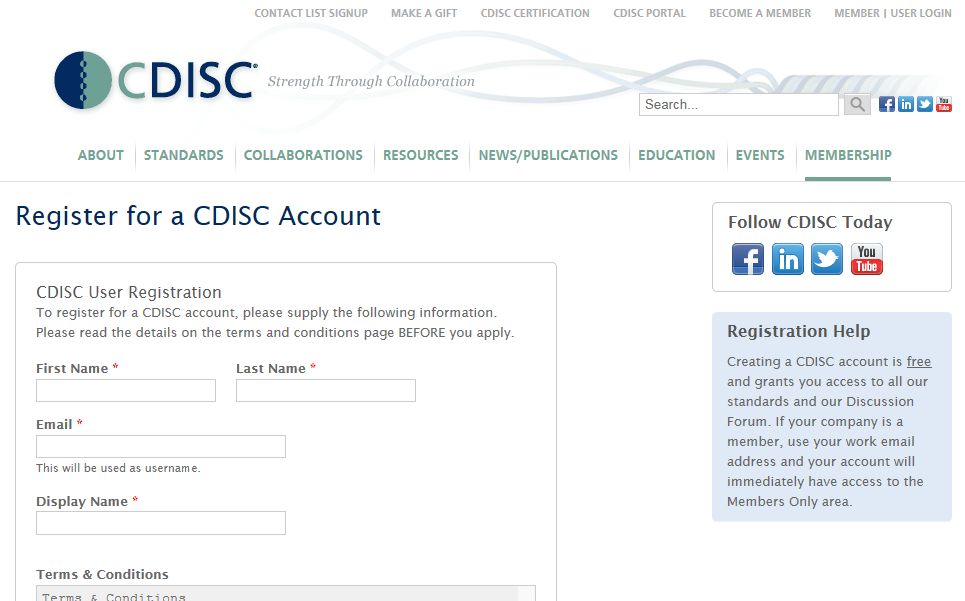 CONTACT LIST SIGNUP MAKE A GIFT CDISC CERTIFICATION CDISC PORTAL BECOME A MEMBER MEMBER | USER LOGIN
CDISC® Strength Through Collaboration
Search...
You Tube
ABOUT STANDARDS COLLABORATIONS RESOURCES NEWS/PUBLICATIONS EDUCATION EVENTS MEMBERSHIP
Register for a CDISC Account
CDISC User Registration
To register for a CDISC account, please supply the following information.
Please read the details on the terms and conditions page BEFORE you apply.
First Name * Last Name *
Email *
This will be used as username.
Display Name *
Terms & Conditions
Terms & Conditions
Follow CDISC Today
f in You Tube
Registration Help
Creating a CDISC account is free
and grants you access to all our
standards and our Discussion
Forum. If your company is a
member, use your work email
address and your account will
immediately have access to the
Members Only area.